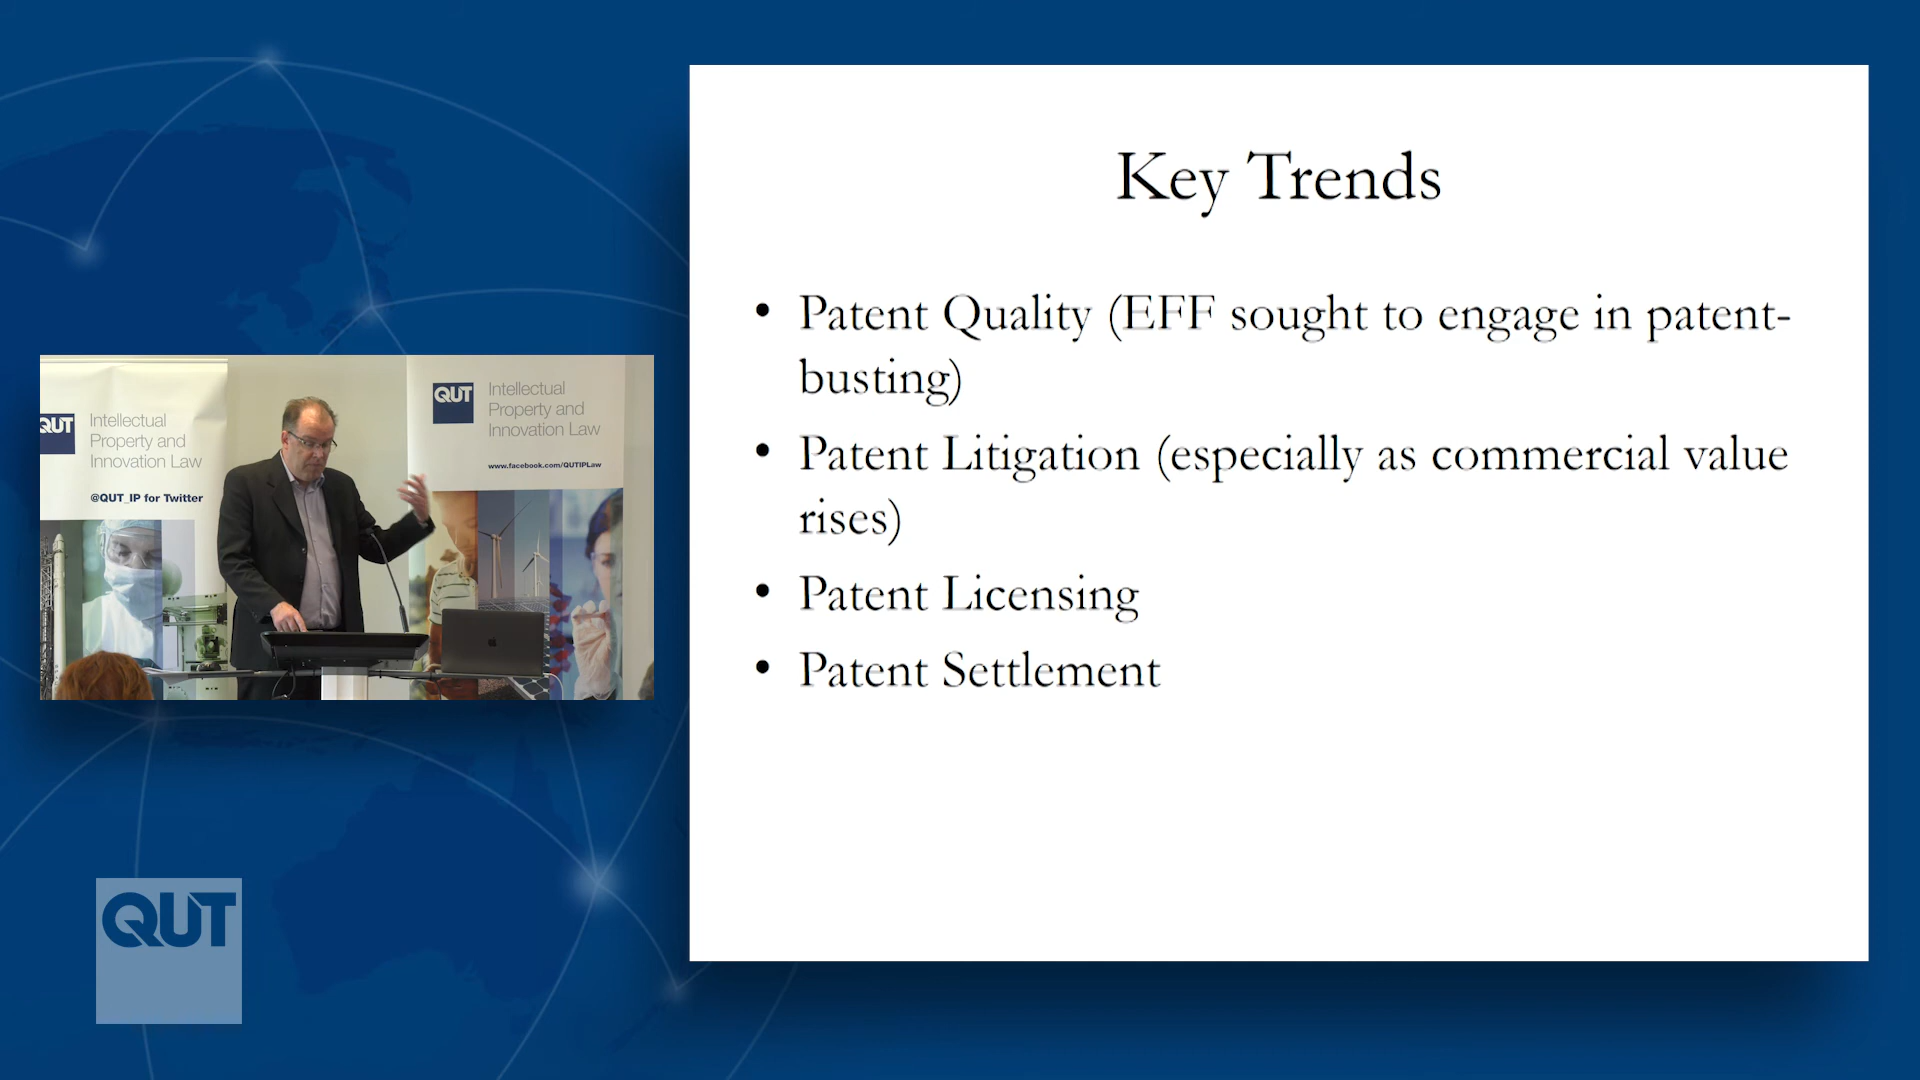 Key Trends
• Patent Quality (EFF sought to engage in patent-
busting)
• Patent Litigation (especially as commercial value
rises)
• Patent Licensing
• Patent Settlement
QUT
Intellectual
Property and
Innovation Law
@QUT_IP for Twitter
QUT
Intellectual
Property and
Innovation Law
www.facebook.com/QUTIPLaw
QUT